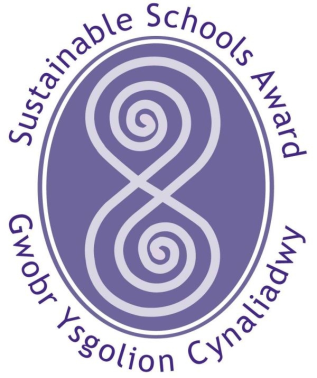 Sustainable Schools Award
Gwobr Ysgolion Cynaliadwy